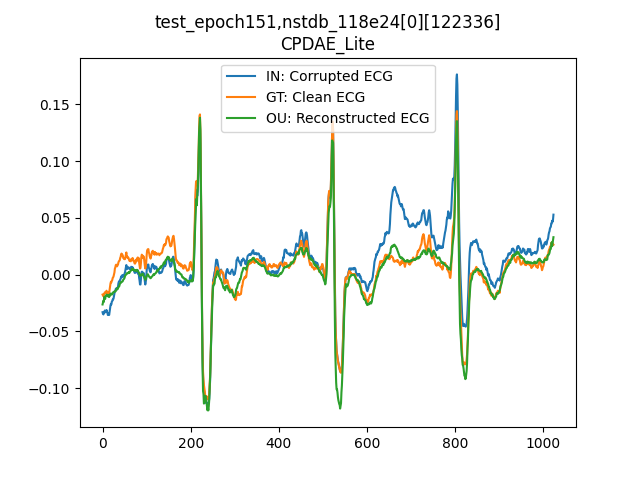 test_epoch151,nstdb_118e24[0][122336]
CPDAE_Lite
IN: Corrupted ECG
GT: Clean ECG
OU: Reconstructed ECG
0.15
0.10
0.05
0.00
−0.05
−0.10
0 200 400 600 800 1000